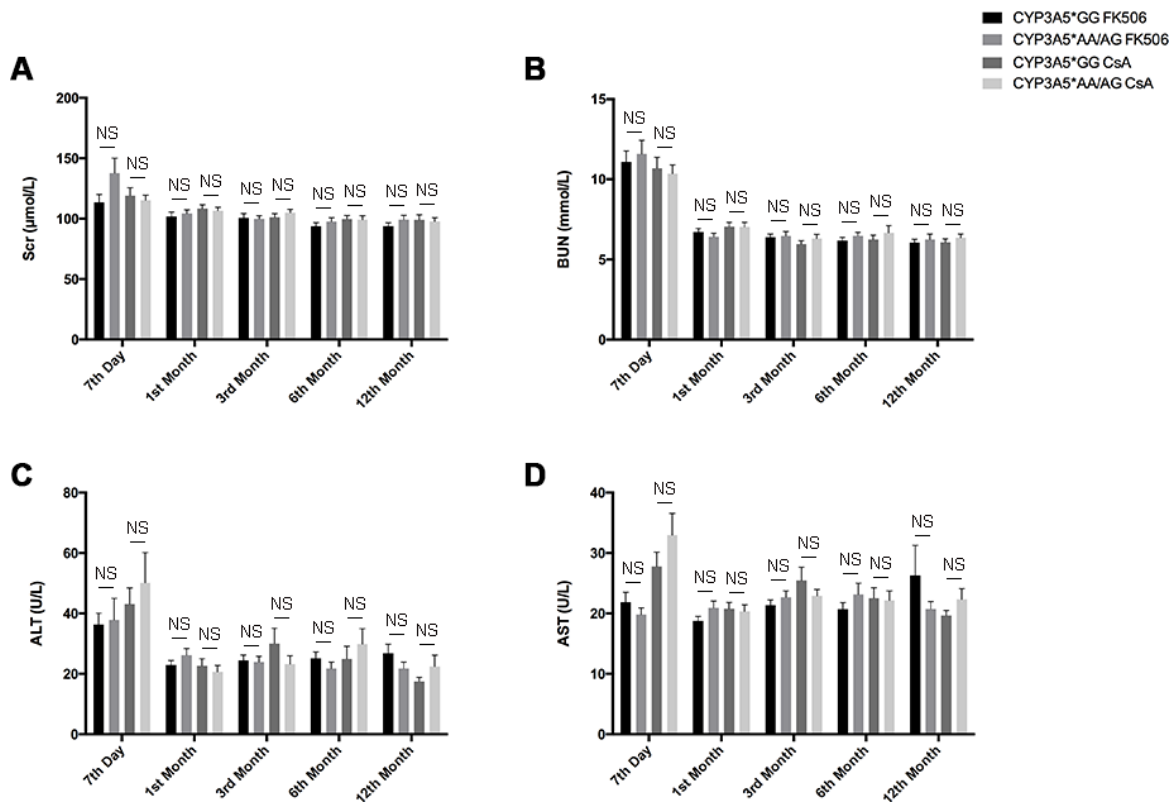 CYP3A5*GG FK506
CYP3A5*AA/AG FK506
CYP3A5*GG CsA
CYP3A5*AA/AG CsA
A
Scr (μmol/L)
200
150
100
50
0
NS NS NS NS NS NS NS NS NS NS
7th Day 1st Month 3rd Month 6th Month 12th Month
B
BUN (mmol/L)
15
10
5
0
NS NS NS NS NS NS NS NS NS NS
7th Day 1st Month 3rd Month 6th Month 12th Month
C
ALT (U/L)
80
60
40
20
0
NS NS NS NS NS NS NS NS NS NS
7th Day 1st Month 3rd Month 6th Month 12th Month
D
AST (U/L)
40
30
20
10
0
NS NS NS NS NS NS NS NS NS NS
7th Day 1st Month 3rd Month 6th Month 12th Month